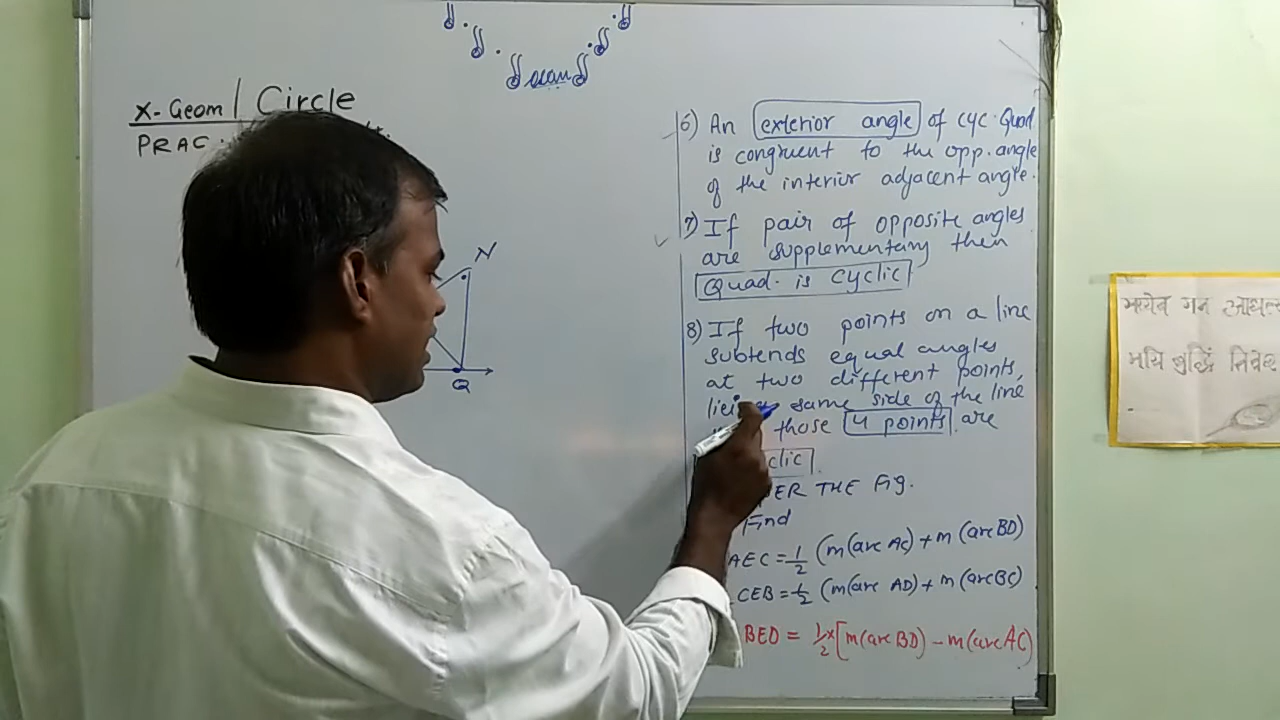 X-Geom | Circle
PRAC.
N
Q
6) An exterior angle of cyc. Quad
is congruent to the opp. angle
of the interior adjacent angle.
7) If pair of opposite angles
are supplementary then
Quad. is cyclic
8) If two points on a line
subtends equal angles
at two different points,
same side of the line
those 4 points are
clic
ER THE Fig.
Find
AEC = 1/2 (m(arc AC) + m(arc BD)
CEB = 1/2 (m(arc AD) + m(arc BC)
BED = 1/2 x [m(arc BD) - m(arc AC)